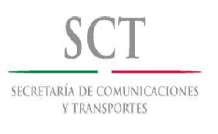 SCT
SECRETARÍA DE COMUNICACIONES
Y TRANSPORTES